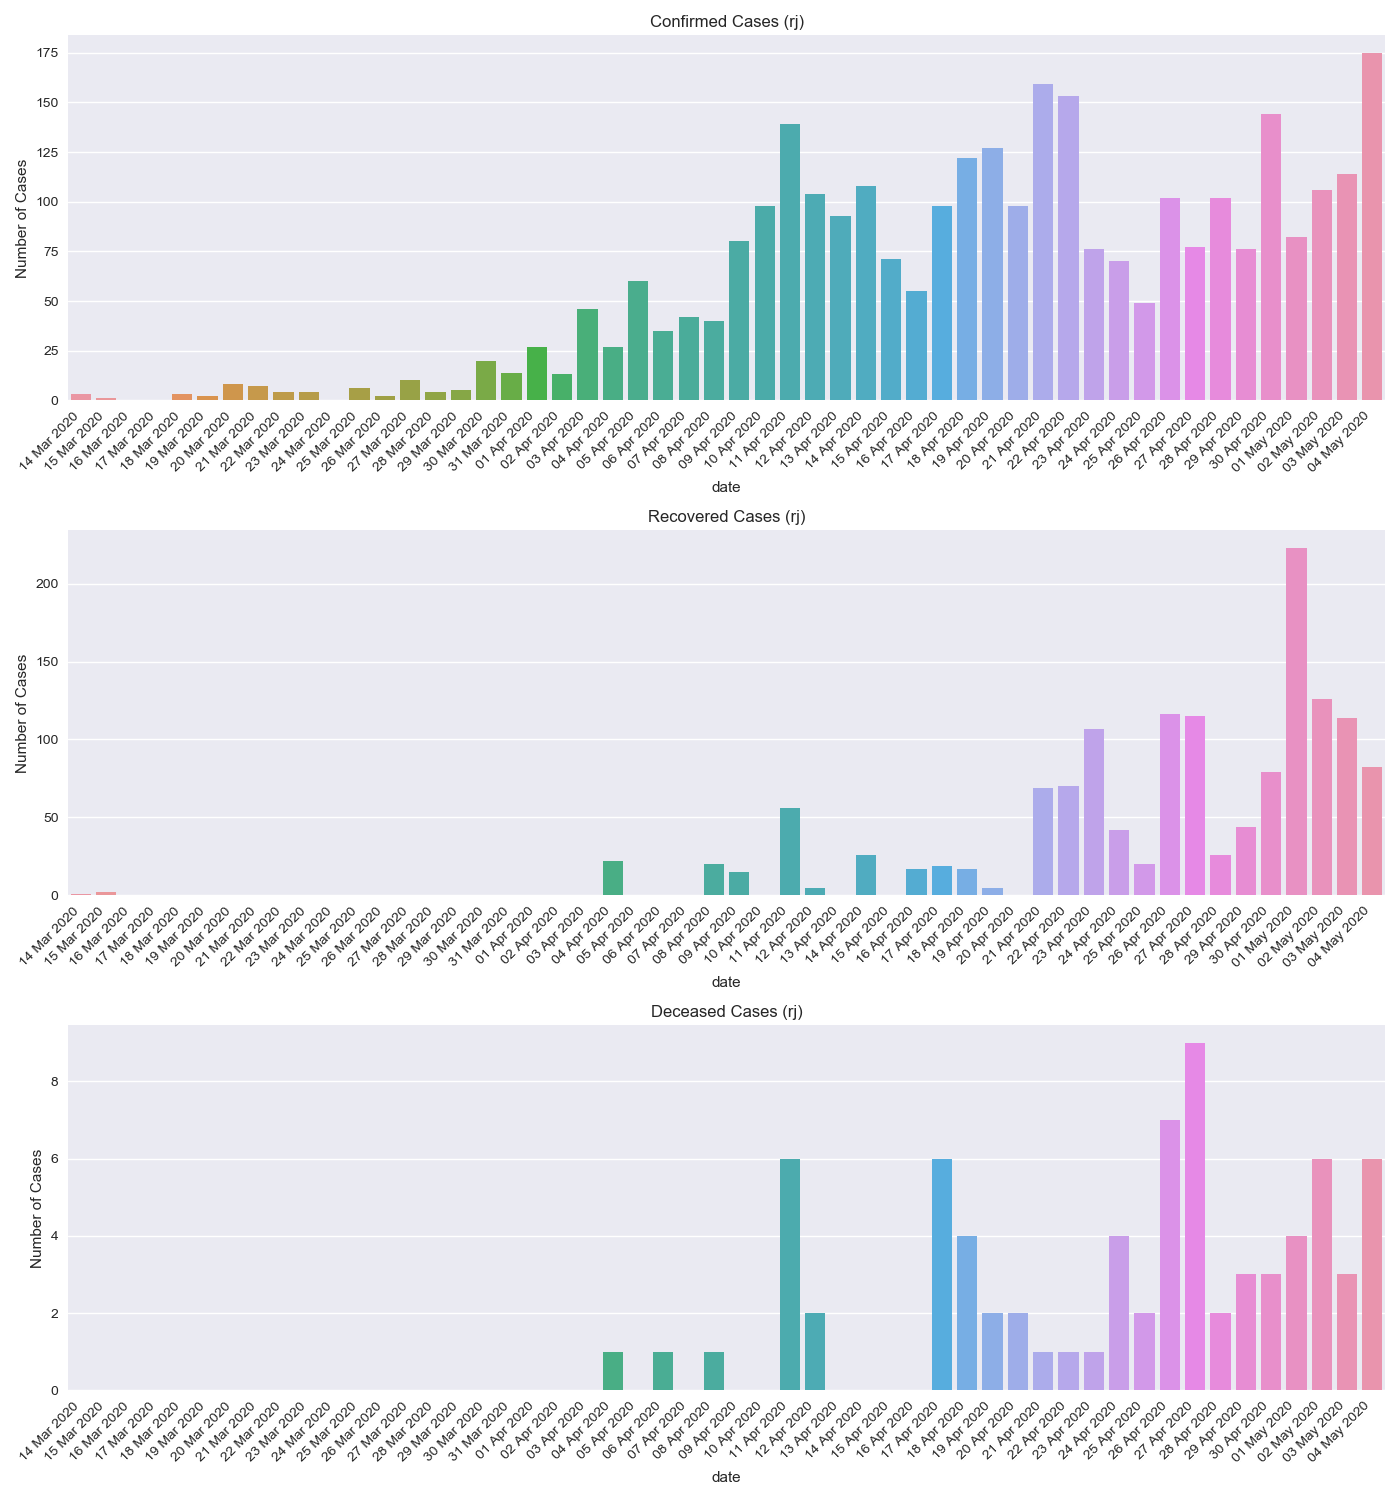 Confirmed Cases (rj)
Number of Cases
175
150
125
100
75
50
25
0
14 Mar 2020
15 Mar 2020
16 Mar 2020
17 Mar 2020
18 Mar 2020
19 Mar 2020
20 Mar 2020
21 Mar 2020
22 Mar 2020
23 Mar 2020
24 Mar 2020
25 Mar 2020
26 Mar 2020
27 Mar 2020
28 Mar 2020
29 Mar 2020
30 Mar 2020
31 Mar 2020
01 Apr 2020
02 Apr 2020
03 Apr 2020
04 Apr 2020
05 Apr 2020
06 Apr 2020
07 Apr 2020
08 Apr 2020
09 Apr 2020
10 Apr 2020
11 Apr 2020
12 Apr 2020
13 Apr 2020
14 Apr 2020
15 Apr 2020
16 Apr 2020
17 Apr 2020
18 Apr 2020
19 Apr 2020
20 Apr 2020
21 Apr 2020
22 Apr 2020
23 Apr 2020
24 Apr 2020
25 Apr 2020
26 Apr 2020
27 Apr 2020
28 Apr 2020
29 Apr 2020
30 Apr 2020
01 May 2020
02 May 2020
03 May 2020
04 May 2020
date
Recovered Cases (rj)
Number of Cases
200
150
100
50
0
14 Mar 2020
15 Mar 2020
16 Mar 2020
17 Mar 2020
18 Mar 2020
19 Mar 2020
20 Mar 2020
21 Mar 2020
22 Mar 2020
23 Mar 2020
24 Mar 2020
25 Mar 2020
26 Mar 2020
27 Mar 2020
28 Mar 2020
29 Mar 2020
30 Mar 2020
31 Mar 2020
01 Apr 2020
02 Apr 2020
03 Apr 2020
04 Apr 2020
05 Apr 2020
06 Apr 2020
07 Apr 2020
08 Apr 2020
09 Apr 2020
10 Apr 2020
11 Apr 2020
12 Apr 2020
13 Apr 2020
14 Apr 2020
15 Apr 2020
16 Apr 2020
17 Apr 2020
18 Apr 2020
19 Apr 2020
20 Apr 2020
21 Apr 2020
22 Apr 2020
23 Apr 2020
24 Apr 2020
25 Apr 2020
26 Apr 2020
27 Apr 2020
28 Apr 2020
29 Apr 2020
30 Apr 2020
01 May 2020
02 May 2020
03 May 2020
04 May 2020
date
Deceased Cases (rj)
Number of Cases
8
6
4
2
0
14 Mar 2020
15 Mar 2020
16 Mar 2020
17 Mar 2020
18 Mar 2020
19 Mar 2020
20 Mar 2020
21 Mar 2020
22 Mar 2020
23 Mar 2020
24 Mar 2020
25 Mar 2020
26 Mar 2020
27 Mar 2020
28 Mar 2020
29 Mar 2020
30 Mar 2020
31 Mar 2020
01 Apr 2020
02 Apr 2020
03 Apr 2020
04 Apr 2020
05 Apr 2020
06 Apr 2020
07 Apr 2020
08 Apr 2020
09 Apr 2020
10 Apr 2020
11 Apr 2020
12 Apr 2020
13 Apr 2020
14 Apr 2020
15 Apr 2020
16 Apr 2020
17 Apr 2020
18 Apr 2020
19 Apr 2020
20 Apr 2020
21 Apr 2020
22 Apr 2020
23 Apr 2020
24 Apr 2020
25 Apr 2020
26 Apr 2020
27 Apr 2020
28 Apr 2020
29 Apr 2020
30 Apr 2020
01 May 2020
02 May 2020
03 May 2020
04 May 2020
date